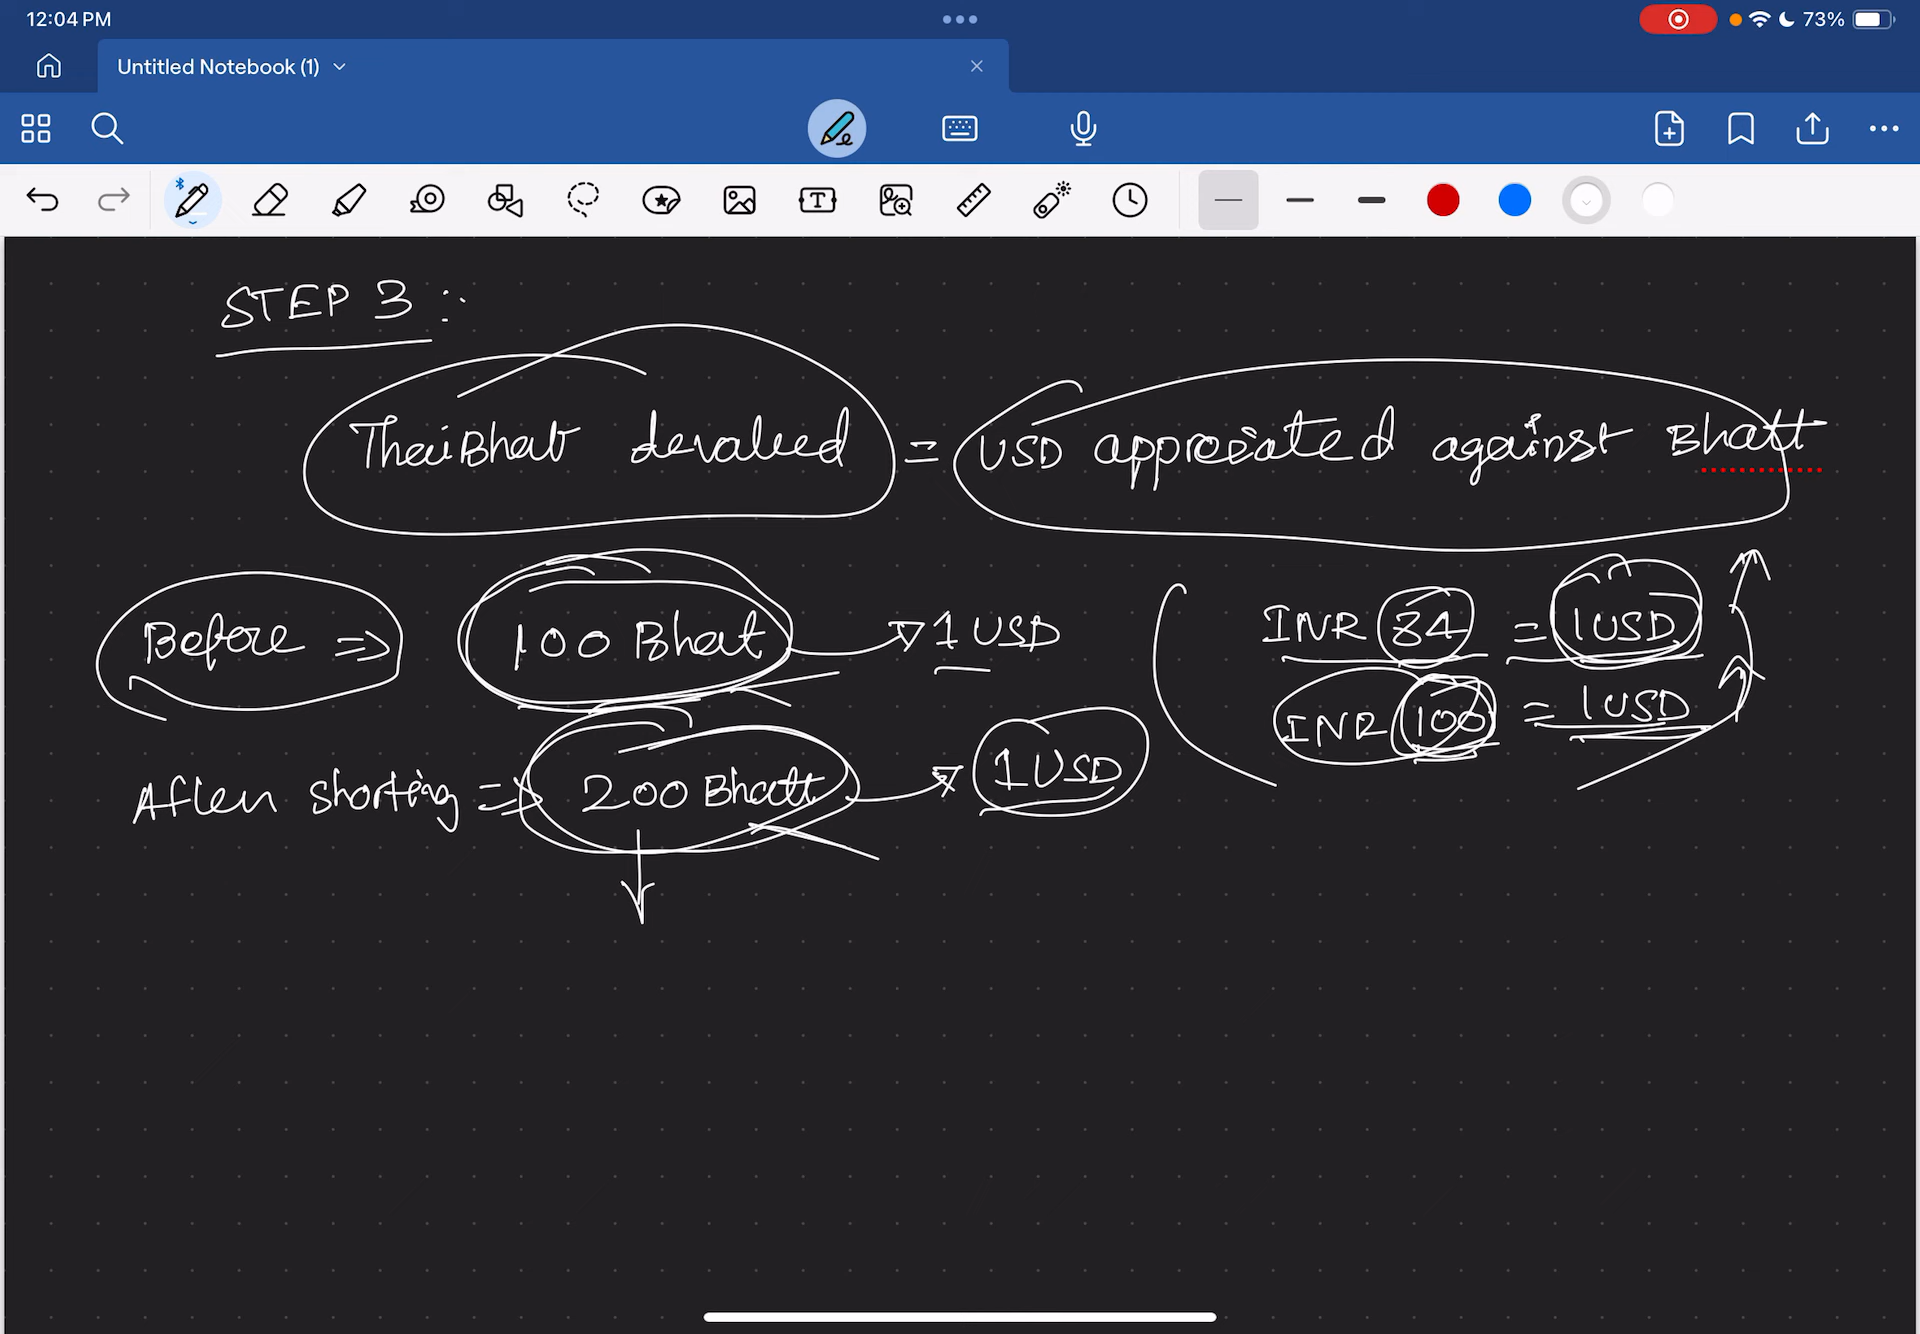 12:04 PM
73%
Untitled Notebook (1)
STEP 3 :
Thai Bhat devalued = USD appreciated against Bhatt
Before ⇒ 100 Bhat → 1 USD
INR 84 = 1 USD
INR 100 = 1 USD
After shorting ⇒ 200 Bhatt → 1 USD